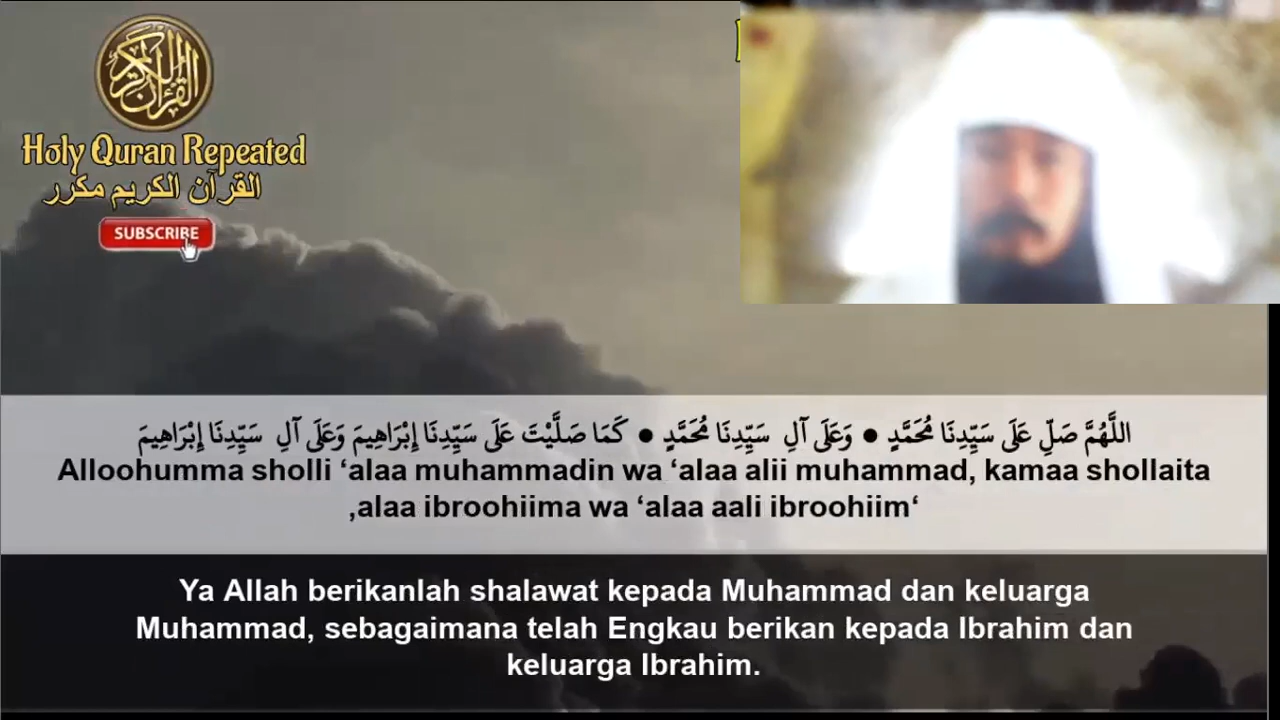 Holy Quran Repeated
القرآن الكريم مكرر
SUBSCRIBE
اللَّهُمَّ صَلِّ عَلَى سَيِّدِنَا مُحَمَّدٍ ● وَعَلَى آلِ سَيِّدِنَا مُحَمَّدٍ ● كَمَا صَلَّيْتَ عَلَى سَيِّدِنَا إِبْرَاهِيمَ وَعَلَى آلِ سَيِّدِنَا إِبْرَاهِيمَ
Alloohumma sholli ‘alaa muhammadin wa ‘alaa alii muhammad, kamaa shollaita
,alaa ibroohiima wa ‘alaa aali ibroohiim‘
Ya Allah berikanlah shalawat kepada Muhammad dan keluarga
Muhammad, sebagaimana telah Engkau berikan kepada Ibrahim dan
keluarga Ibrahim.